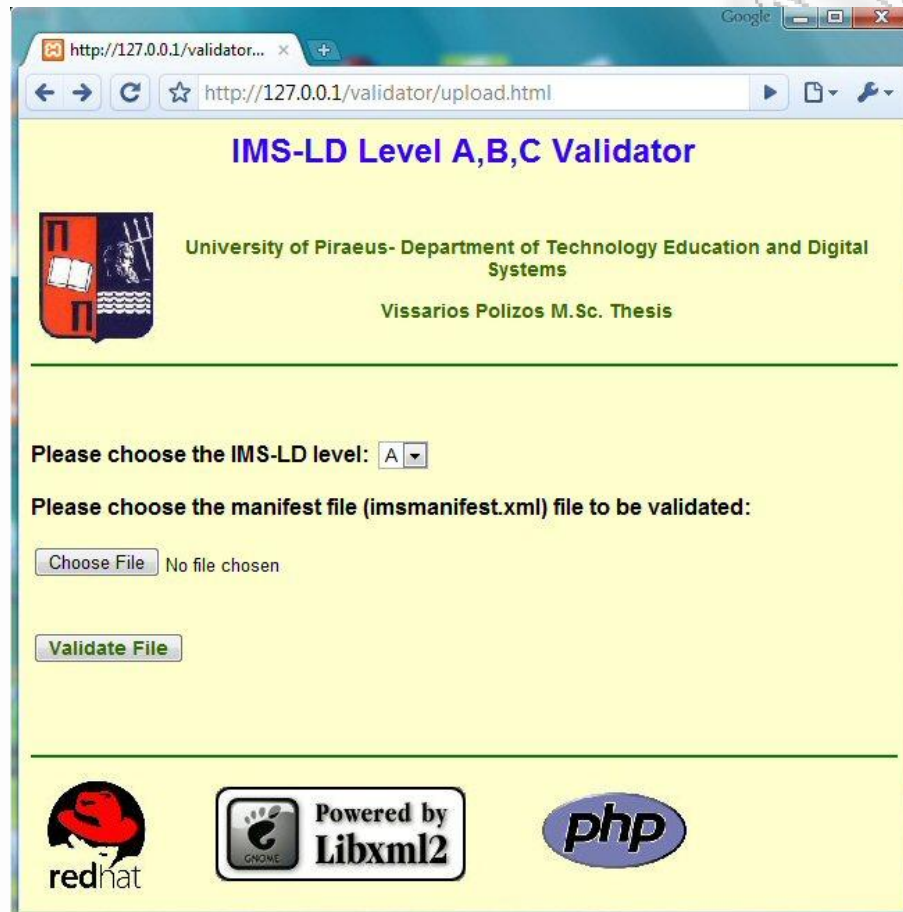 Google
http://127.0.0.1/validator...
http://127.0.0.1/validator/upload.html
IMS-LD Level A,B,C Validator
University of Piraeus- Department of Technology Education and Digital
Systems
Vissarios Polizos M.Sc. Thesis
Please choose the IMS-LD level: A
Please choose the manifest file (imsmanifest.xml) file to be validated:
Choose File No file chosen
Validate File
redhat
GNOME
Powered by
Libxml2
php